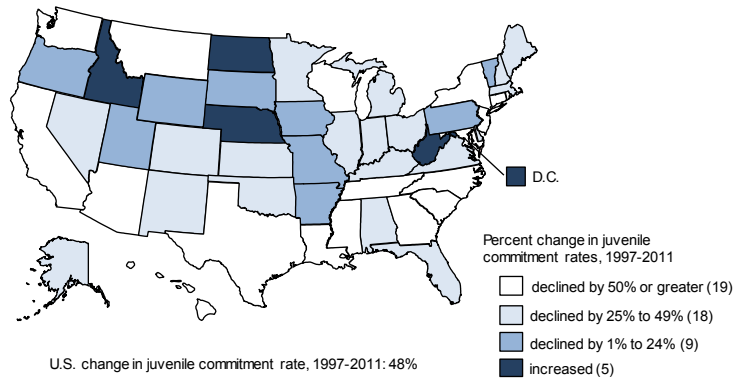 D.C.
Percent change in juvenile
commitment rates, 1997-2011
declined by 50% or greater (19)
declined by 25% to 49% (18)
declined by 1% to 24% (9)
increased (5)
U.S. change in juvenile commitment rate, 1997-2011: 48%